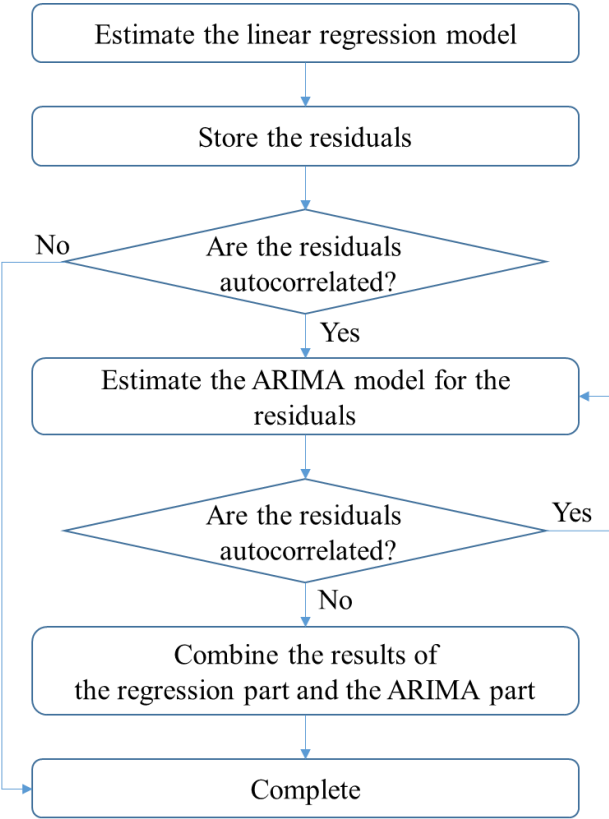 Estimate the linear regression model
Store the residuals
No
Are the residuals
autocorrelated?
Yes
Estimate the ARIMA model for the
residuals
Are the residuals
autocorrelated?
Yes
No
Combine the results of
the regression part and the ARIMA part
Complete